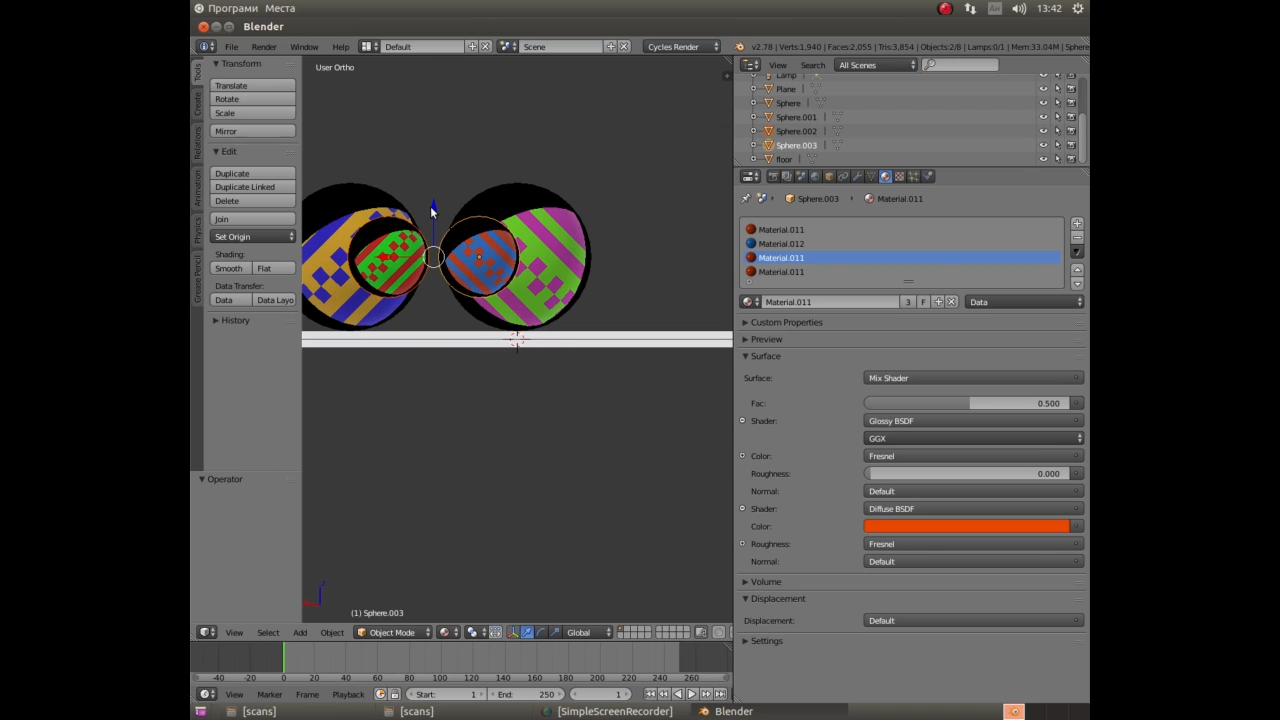 Програми Места
13:42
Blender
File Render Window Help Default Scene Cycles Render v2.78 | Verts:1,940 | Faces:2,055 | Tris:3,854 | Objects:2/8 | Lamps:0/1 | Mem:33.04M | Sphere
Transform
User Ortho
View Search All Scenes
Lamp
Translate
Plane
Rotate
Sphere
Scale
Sphere.001
Mirror
Sphere.002
Edit
Sphere.003
floor
Duplicate
Duplicate Linked
Delete
Sphere.003 Material.011
Join
Set Origin
Material.011
Material.012
Material.011
Material.011
Shading:
Smooth Flat
Data Transfer:
Data Data Layo
Material.011 3 F Data
History
Custom Properties
Preview
Surface
Surface: Mix Shader
Fac: 0.500
Shader: Glossy BSDF
GGX
Color: Fresnel
Roughness: 0.000
Normal: Default
Shader: Diffuse BSDF
Color:
Roughness: Fresnel
Normal: Default
Operator
Volume
Displacement
Displacement: Default
Settings
(1) Sphere.003
View Select Add Object Object Mode Global
Tools
Create
Relations
Animation
Physics
Grease Pencil
-40 -20 0 20 40 60 80 100 120 140 160 180 200 220 240 260
View Marker Frame Playback Start: 1 End: 250 1
[scans] [scans] [SimpleScreenRecorder] Blender